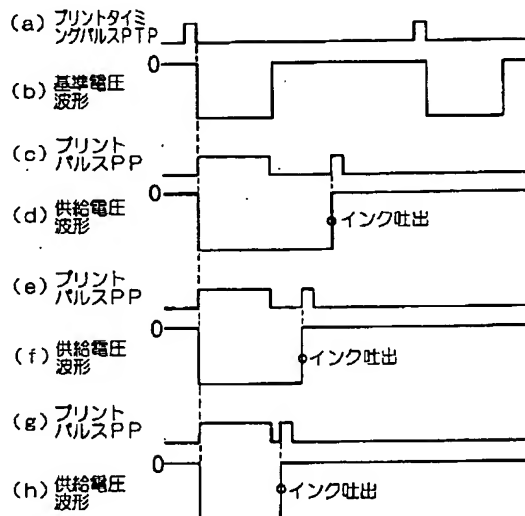 (a) プリントタイミ
ングパルスPTP
0
(b) 基準電圧
波形
(c) プリント
パルスPP
0
(d) 供給電圧
波形
インク吐出
(e) プリント
パルスPP
0
(f) 供給電圧
波形
インク吐出
(g) プリント
パルスPP
0
(h) 供給電圧
波形
インク吐出